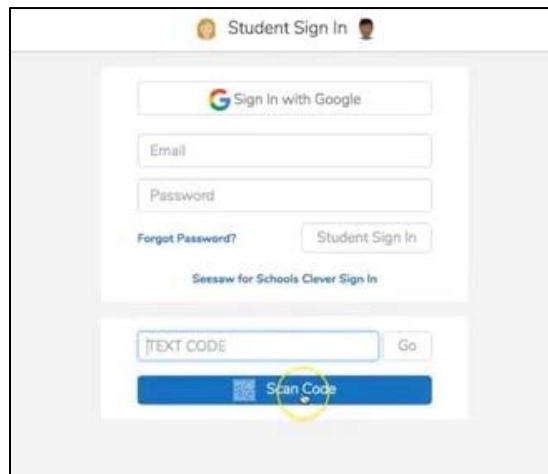 Student Sign In
Sign In with Google
Email
Password
Forgot Password? Student Sign In
Seesaw for Schools Clever Sign In
TEXT CODE Go
Scan Code